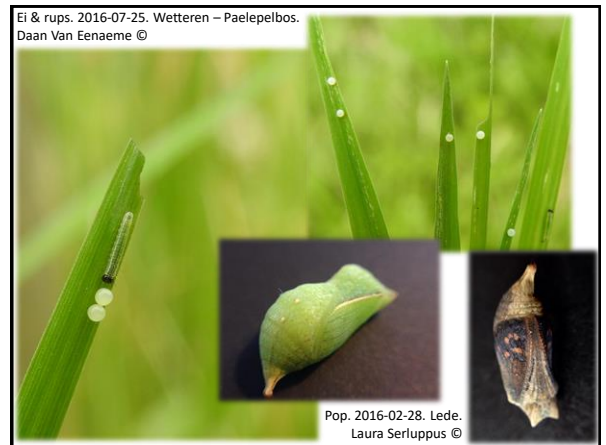 Ei & rups. 2016-07-25. Wetteren – Paelepelbos.
Daan Van Eenaeme ©
Pop. 2016-02-28. Lede.
Laura Serluppus ©